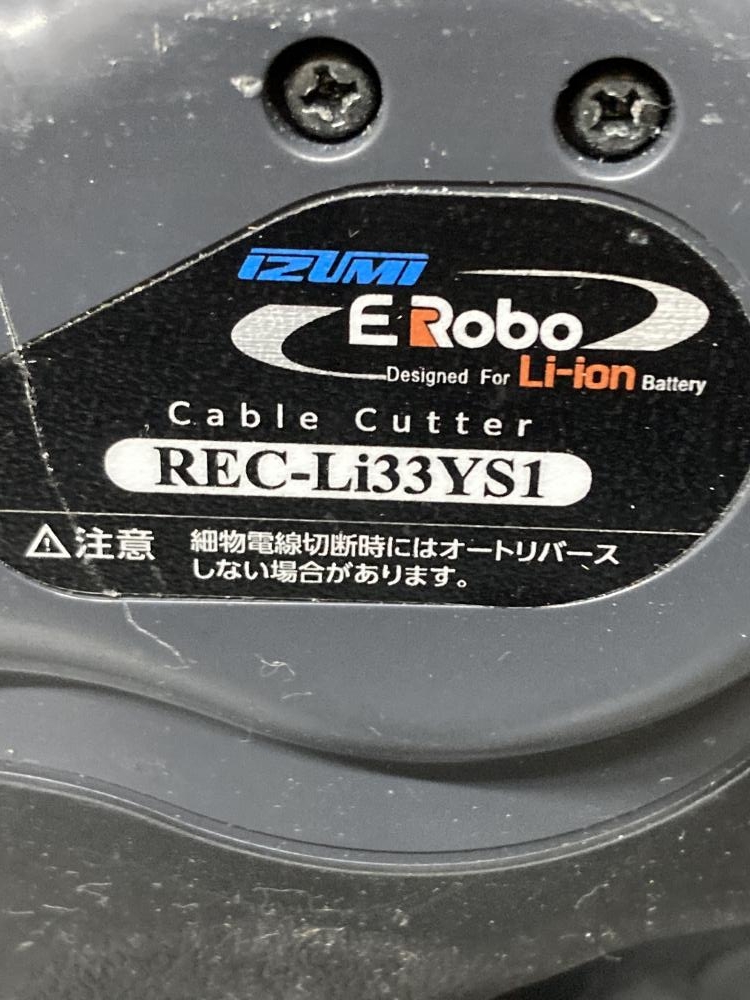 IZUMI
E Robo
Designed For Li-ion Battery
Cable Cutter
REC-Li33YS1
⚠注意 細物電線切断時にはオートリバース
しない場合があります。